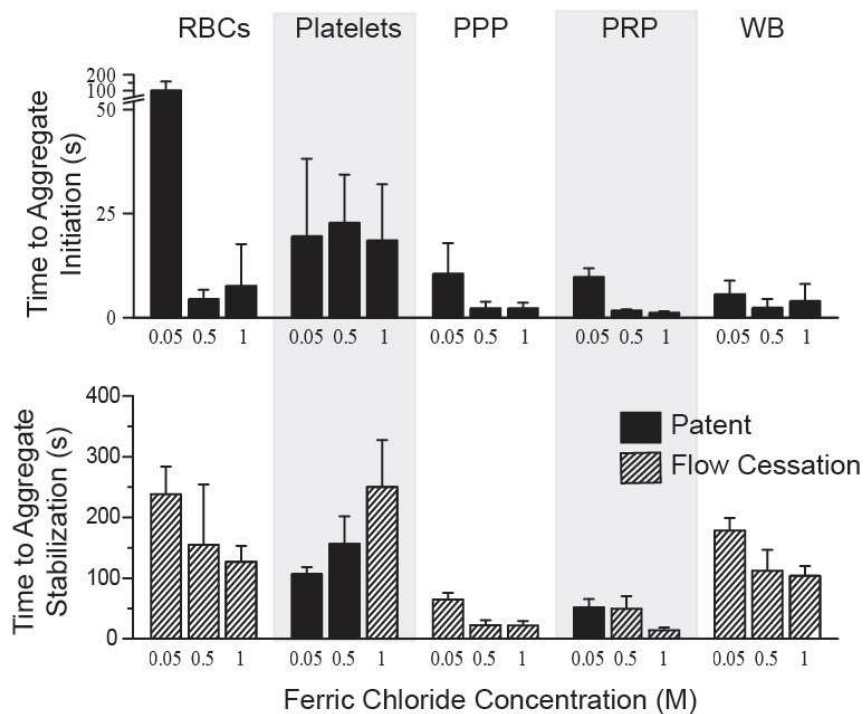 RBCs Platelets PPP PRP WB
Time to Aggregate
Initiation (s)
200
100
50
25
0
0.05 0.5 1 0.05 0.5 1 0.05 0.5 1 0.05 0.5 1 0.05 0.5 1
Time to Aggregate
Stabilization (s)
400
300
200
100
0
Patent
Flow Cessation
0.05 0.5 1 0.05 0.5 1 0.05 0.5 1 0.05 0.5 1 0.05 0.5 1
Ferric Chloride Concentration (M)